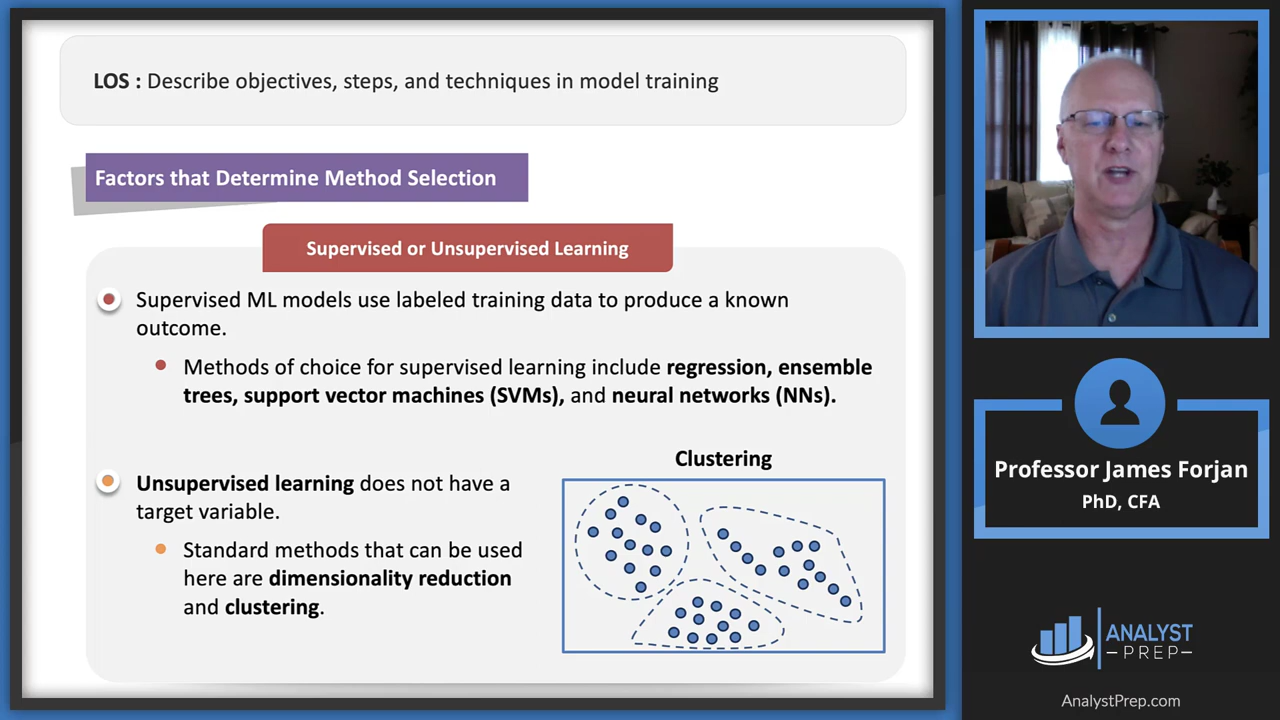 LOS : Describe objectives, steps, and techniques in model training
Factors that Determine Method Selection
Supervised or Unsupervised Learning
Supervised ML models use labeled training data to produce a known
outcome.
Methods of choice for supervised learning include regression, ensemble
trees, support vector machines (SVMs), and neural networks (NNs).
Unsupervised learning does not have a
target variable.
Standard methods that can be used
here are dimensionality reduction
and clustering.
Clustering
Professor James Forjan
PhD, CFA
ANALYST
PREP
AnalystPrep.com